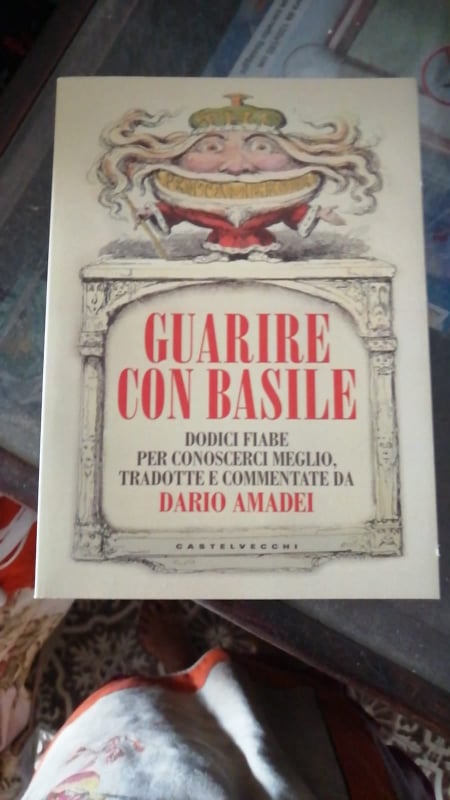 GUARIRE
CON BASILE
DODICI FIABE
PER CONOSCERCI MEGLIO,
TRADOTTE E COMMENTATE DA
DARIO AMADEI
CASTELVECCHI